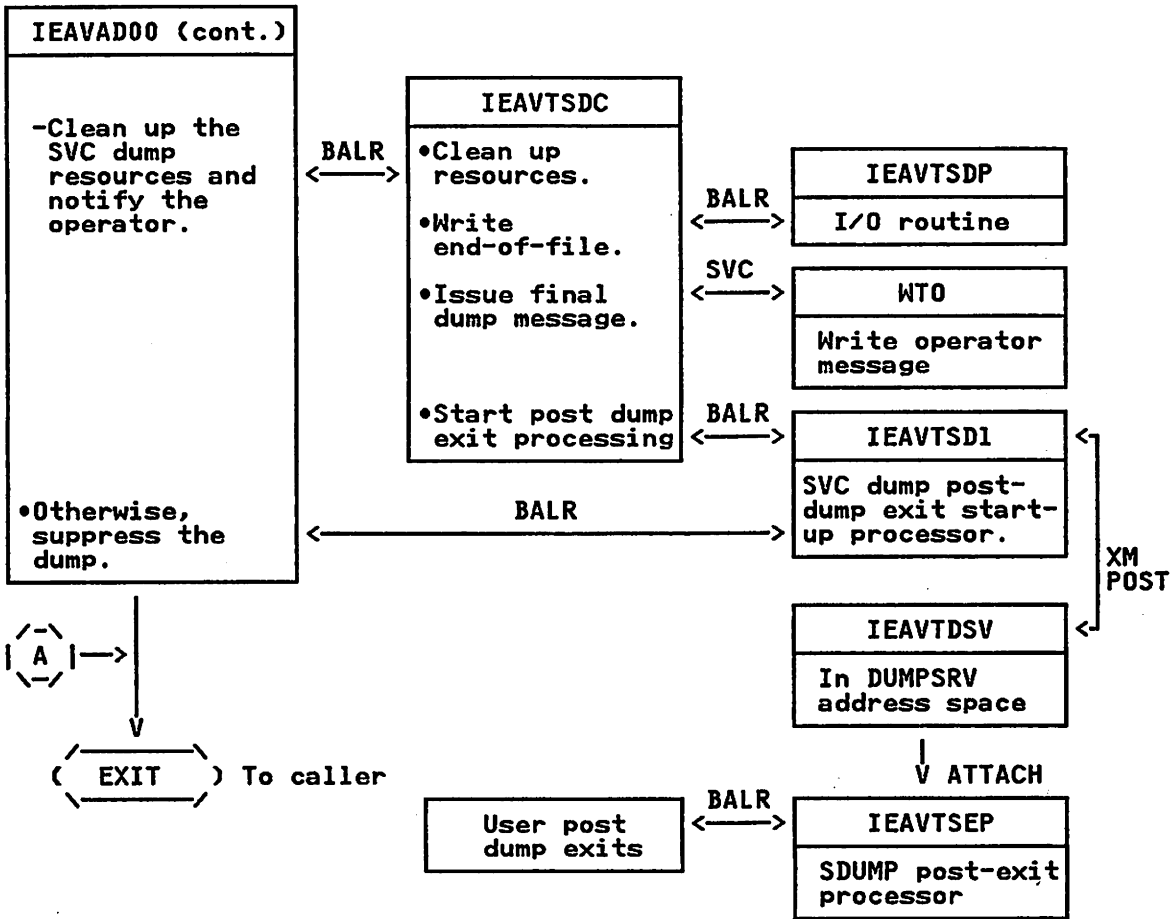 IEAVAD00 (cont.)
-Clean up the
SVC dump
resources and
notify the
operator.
•Otherwise,
suppress the
dump.
BALR
IEAVTSDC
•Clean up
resources.
•Write
end-of-file.
•Issue final
dump message.
•Start post dump
exit processing
BALR
IEAVTSDP
I/O routine
SVC
WTO
Write operator
message
BALR
IEAVTSD1
SVC dump post-
dump exit start-
up processor.
BALR
XM
POST
IEAVTDSV
In DUMPSRV
address space
A
EXIT
To caller
ATTACH
User post
dump exits
BALR
IEAVTSEP
SDUMP post-exit
processor